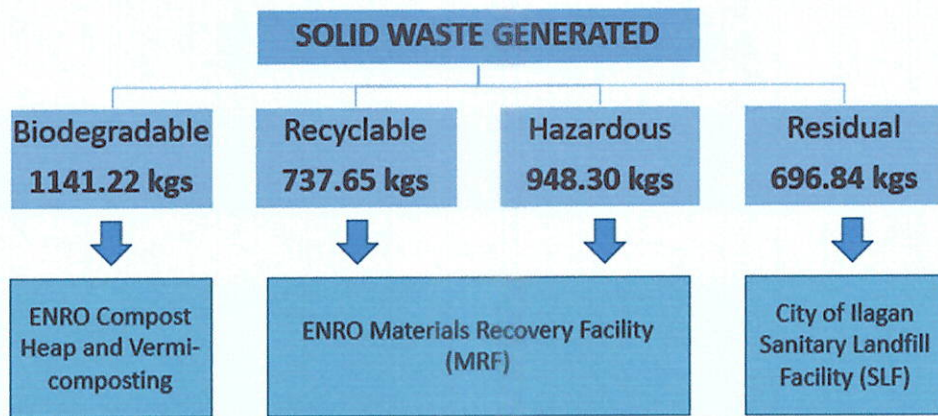 SOLID WASTE GENERATED
Biodegradable
1141.22 kgs
Recyclable
737.65 kgs
Hazardous
948.30 kgs
Residual
696.84 kgs
ENRO Compost
Heap and Vermi-
composting
ENRO Materials Recovery Facility
(MRF)
City of Ilagan
Sanitary Landfill
Facility (SLF)